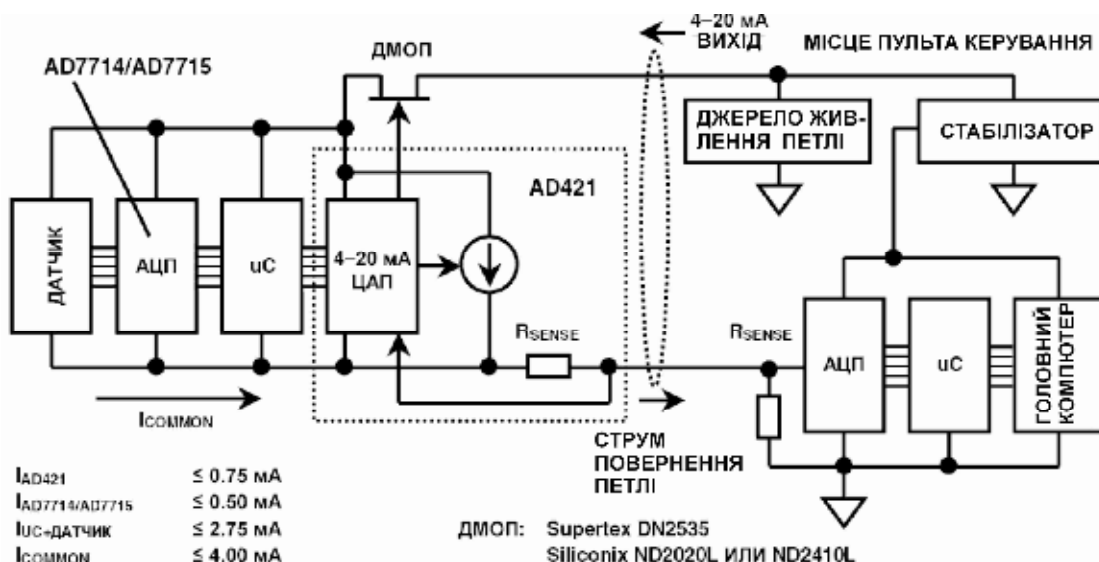 4–20 мА
ВИХІД
ДМОП
МІСЦЕ ПУЛЬТА КЕРУВАННЯ
AD7714/AD7715
ДЖЕРЕЛО ЖИВ-
ЛЕННЯ ПЕТЛІ
СТАБІЛІЗАТОР
AD421
ДАТЧИК
АЦП
uC
4–20 мА
ЦАП
RSENSE
RSENSE
АЦП
uC
ГОЛОВНИЙ
КОМПЮТЕР
ICOMMON
СТРУМ
ПОВЕРНЕННЯ
ПЕТЛІ
IAD421 ≤ 0.75 мА
IAD7714/AD7715 ≤ 0.50 мА
IUC+ДАТЧИК ≤ 2.75 мА
ICOMMON ≤ 4.00 мА
ДМОП: Supertex DN2535
Siliconix ND2020L ИЛИ ND2410L